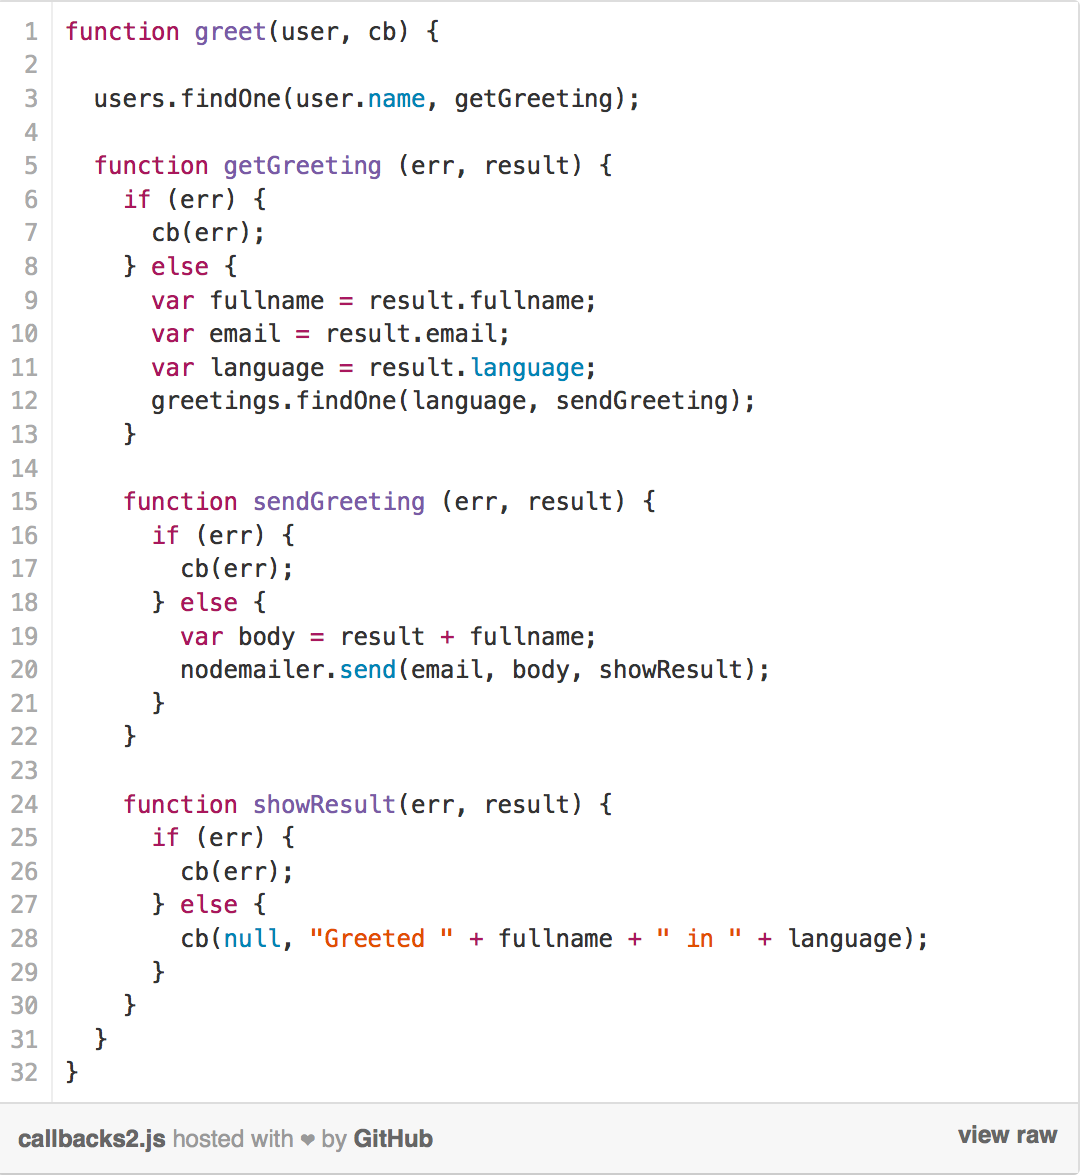 1 function greet(user, cb) {
2
3   users.findOne(user.name, getGreeting);
4
5   function getGreeting (err, result) {
6     if (err) {
7       cb(err);
8     } else {
9       var fullname = result.fullname;
10       var email = result.email;
11       var language = result.language;
12       greetings.findOne(language, sendGreeting);
13     }
14
15     function sendGreeting (err, result) {
16       if (err) {
17         cb(err);
18       } else {
19         var body = result + fullname;
20         nodemailer.send(email, body, showResult);
21       }
22     }
23
24     function showResult(err, result) {
25       if (err) {
26         cb(err);
27       } else {
28         cb(null, "Greeted " + fullname + " in " + language);
29       }
30     }
31   }
32 }
callbacks2.js hosted with ❤ by GitHub view raw